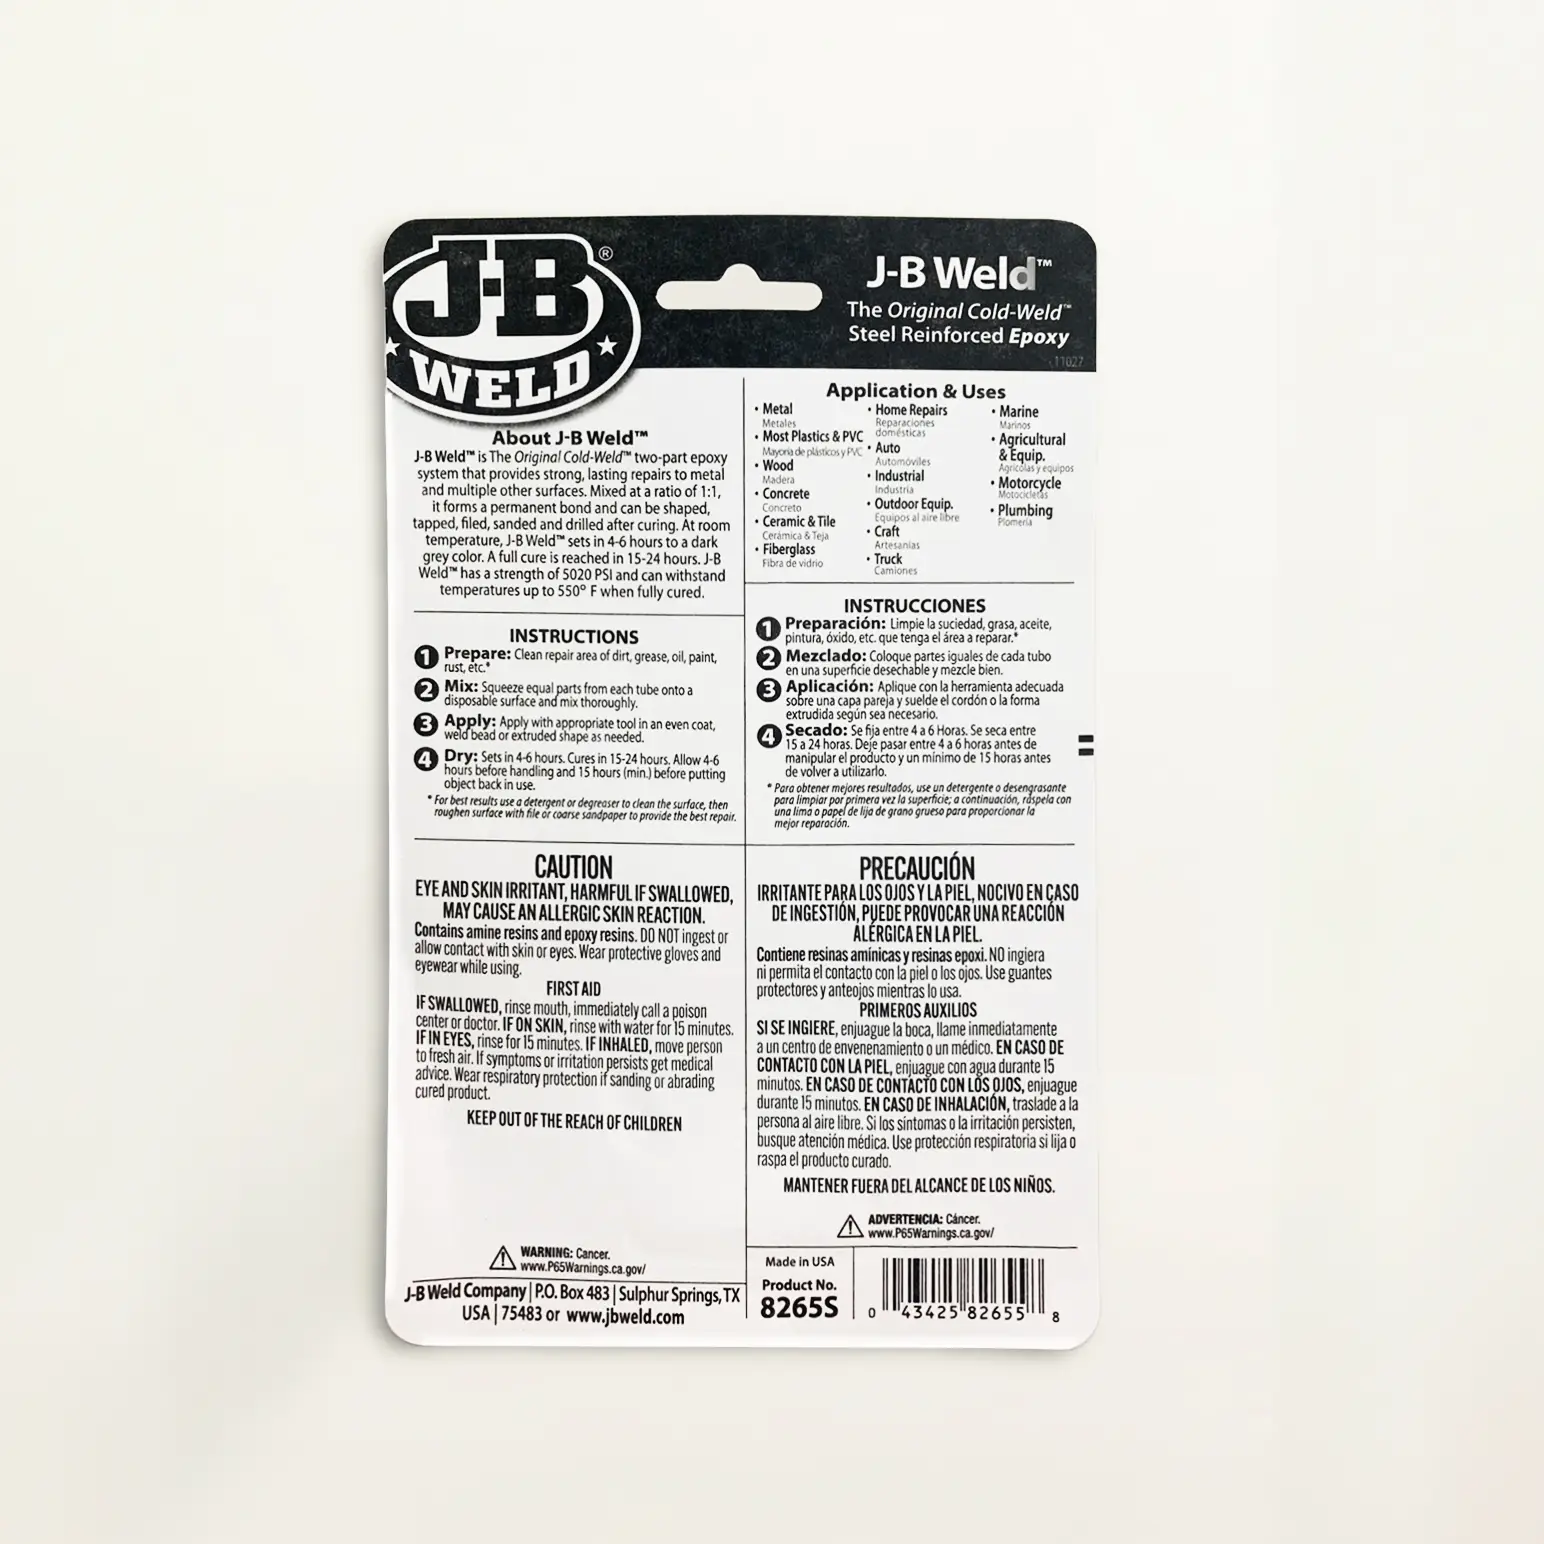 J-B®
WELD
J-B Weld™
The Original Cold-Weld™
Steel Reinforced Epoxy
11027
About J-B Weld™
J-B Weld™ is The Original Cold-Weld™ two-part epoxy
system that provides strong, lasting repairs to metal
and multiple other surfaces. Mixed at a ratio of 1:1,
it forms a permanent bond and can be shaped,
tapped, filed, sanded and drilled after curing. At room
temperature, J-B Weld™ sets in 4-6 hours to a dark
grey color. A full cure is reached in 15-24 hours. J-B
Weld™ has a strength of 5020 PSI and can withstand
temperatures up to 550° F when fully cured.
Application & Uses
• Metal
Metales
• Most Plastics & PVC
Mayoria de plásticos y PVC
• Wood
Madera
• Concrete
Concreto
• Ceramic & Tile
Cerámica & Teja
• Fiberglass
Fibra de vidrio
• Home Repairs
Reparaciones
domésticas
• Auto
Automóviles
• Industrial
Industria
• Outdoor Equip.
Equipos al aire libre
• Craft
Artesanías
• Truck
Camiones
• Marine
Marinos
• Agricultural
& Equip.
Agrícolas y equipos
• Motorcycle
Motocicletas
• Plumbing
Plomería
INSTRUCTIONS
1 Prepare: Clean repair area of dirt, grease, oil, paint,
rust, etc.*
2 Mix: Squeeze equal parts from each tube onto a
disposable surface and mix thoroughly.
3 Apply: Apply with appropriate tool in an even coat,
weld bead or extruded shape as needed.
4 Dry: Sets in 4-6 hours. Cures in 15-24 hours. Allow 4-6
hours before handling and 15 hours (min.) before putting
object back in use.
* For best results use a detergent or degreaser to clean the surface, then
roughen surface with file or coarse sandpaper to provide the best repair.
INSTRUCCIONES
1 Preparación: Limpie la suciedad, grasa, aceite,
pintura, óxido, etc. que tenga el área a reparar.*
2 Mezclado: Coloque partes iguales de cada tubo
en una superficie desechable y mezcle bien.
3 Aplicación: Aplique con la herramienta adecuada
sobre una capa pareja y suelde el cordón o la forma
extrudida según sea necesario.
4 Secado: Se fija entre 4 a 6 Horas. Se seca entre
15 a 24 horas. Deje pasar entre 4 a 6 horas antes de
manipular el producto y un mínimo de 15 horas antes
de volver a utilizarlo.
* Para obtener mejores resultados, use un detergente o desengrasante
para limpiar por primera vez la superficie; a continuación, ráspela con
una lima o papel de lija de grano grueso para proporcionar la
mejor reparación.
CAUTION
EYE AND SKIN IRRITANT, HARMFUL IF SWALLOWED,
MAY CAUSE AN ALLERGIC SKIN REACTION.
Contains amine resins and epoxy resins. DO NOT ingest or
allow contact with skin or eyes. Wear protective gloves and
eyewear while using.
FIRST AID
IF SWALLOWED, rinse mouth, immediately call a poison
center or doctor. IF ON SKIN, rinse with water for 15 minutes.
IF IN EYES, rinse for 15 minutes. IF INHALED, move person
to fresh air. If symptoms or irritation persists get medical
advice. Wear respiratory protection if sanding or abrading
cured product.
KEEP OUT OF THE REACH OF CHILDREN
WARNING: Cancer.
www.P65Warnings.ca.gov/
PRECAUCIÓN
IRRITANTE PARA LOS OJOS Y LA PIEL, NOCIVO EN CASO
DE INGESTIÓN, PUEDE PROVOCAR UNA REACCIÓN
ALÉRGICA EN LA PIEL.
Contiene resinas amínicas y resinas epoxi. NO ingiera
ni permita el contacto con la piel o los ojos. Use guantes
protectores y anteojos mientras lo usa.
PRIMEROS AUXILIOS
SI SE INGIERE, enjuague la boca, llame inmediatamente
a un centro de envenenamiento o un médico. EN CASO DE
CONTACTO CON LA PIEL, enjuague con agua durante 15
minutos. EN CASO DE CONTACTO CON LOS OJOS, enjuague
durante 15 minutos. EN CASO DE INHALACIÓN, traslade a la
persona al aire libre. Si los síntomas o la irritación persisten,
busque atención médica. Use protección respiratoria si lija o
raspa el producto curado.
MANTENER FUERA DEL ALCANCE DE LOS NIÑOS.
ADVERTENCIA: Cáncer.
www.P65Warnings.ca.gov/
J-B Weld Company | P.O. Box 483 | Sulphur Springs, TX
USA | 75483 or www.jbweld.com
Made in USA
Product No.
8265S
0 43425 82655 8